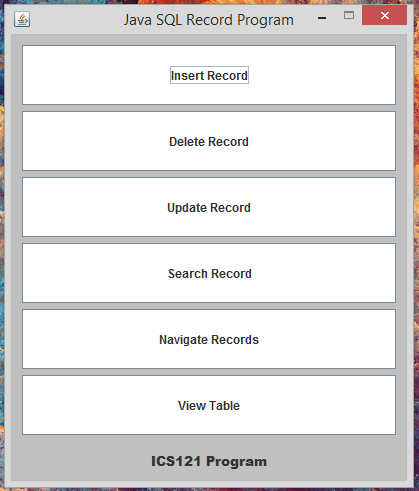 Java SQL Record Program
Insert Record
Delete Record
Update Record
Search Record
Navigate Records
View Table
ICS121 Program